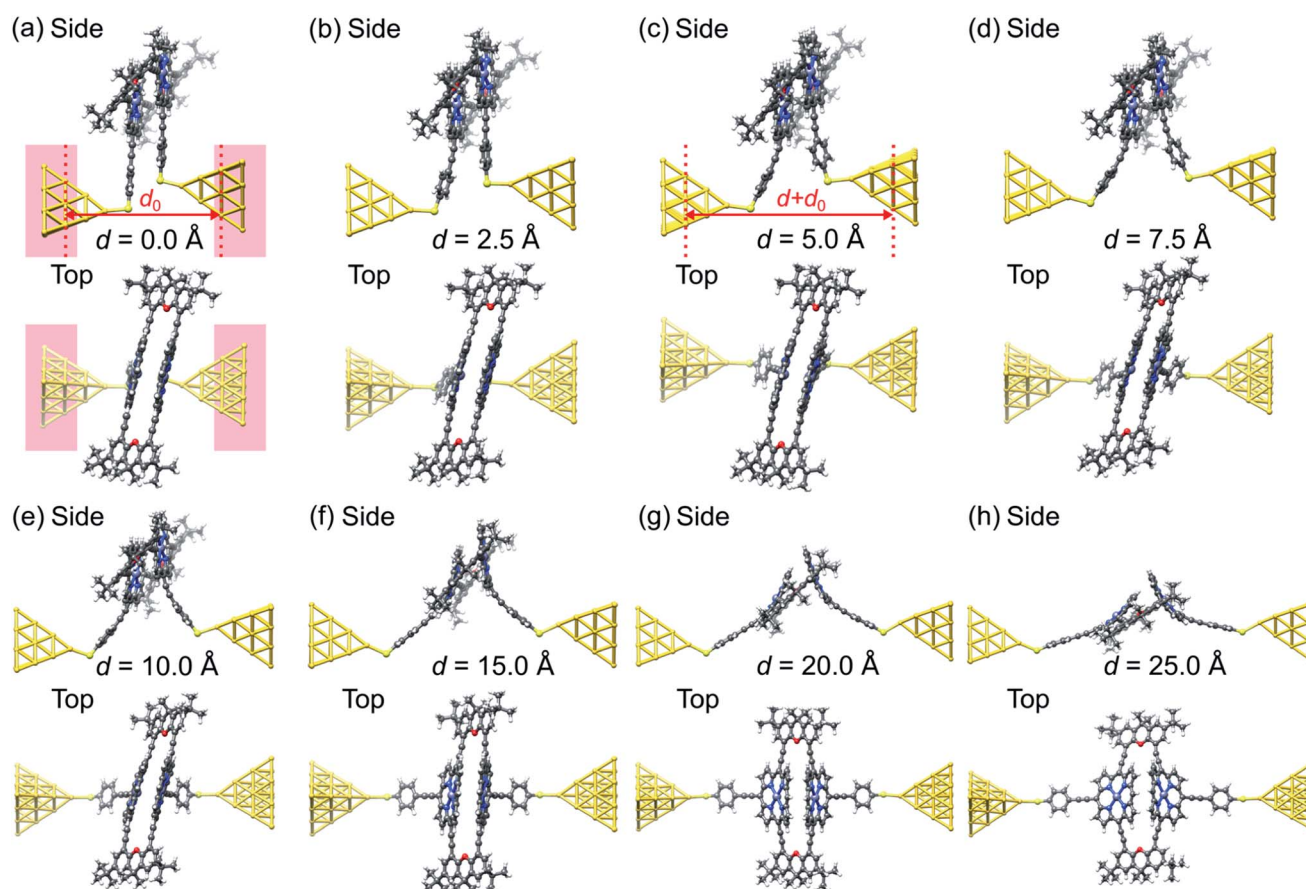 (a) Side
(b) Side
(c) Side
(d) Side
d₀
d+d₀
d = 0.0 Å
d = 2.5 Å
d = 5.0 Å
d = 7.5 Å
Top
Top
Top
Top
(e) Side
(f) Side
(g) Side
(h) Side
d = 10.0 Å
d = 15.0 Å
d = 20.0 Å
d = 25.0 Å
Top
Top
Top
Top